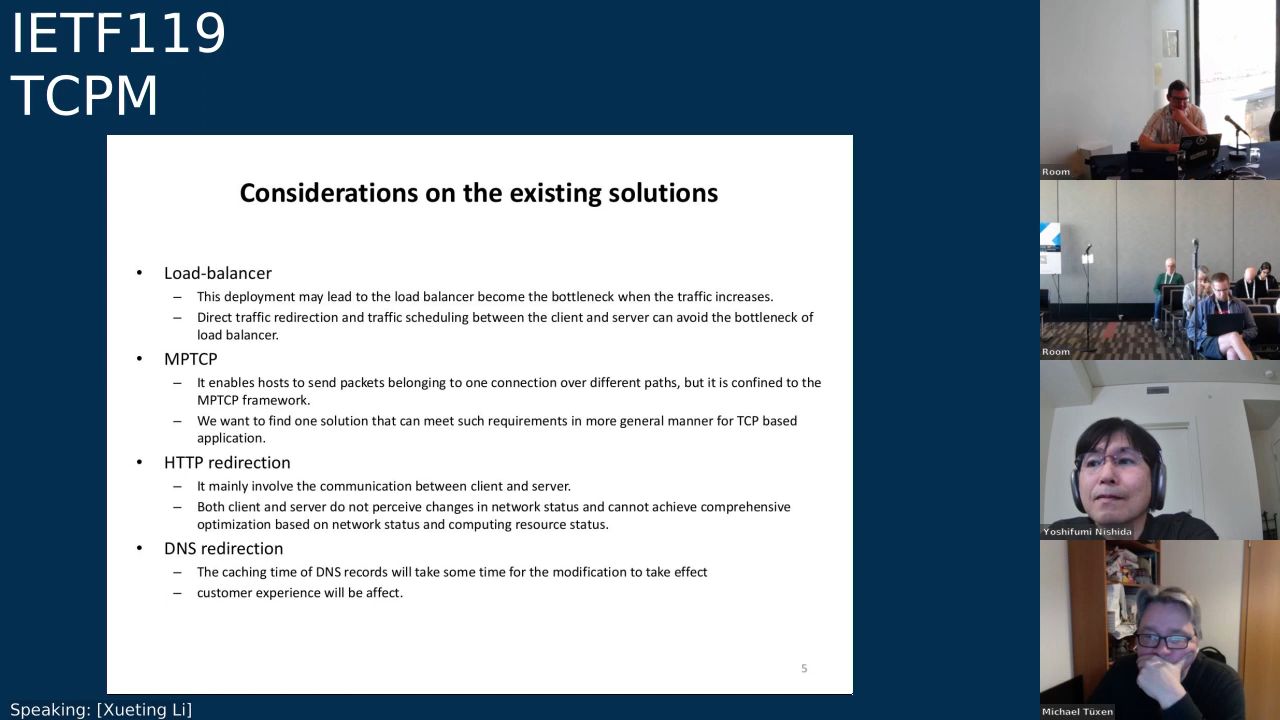 IETF119
TCPM
Considerations on the existing solutions
• Load-balancer
– This deployment may lead to the load balancer become the bottleneck when the traffic increases.
– Direct traffic redirection and traffic scheduling between the client and server can avoid the bottleneck of
load balancer.
• MPTCP
– It enables hosts to send packets belonging to one connection over different paths, but it is confined to the
MPTCP framework.
– We want to find one solution that can meet such requirements in more general manner for TCP based
application.
• HTTP redirection
– It mainly involve the communication between client and server.
– Both client and server do not perceive changes in network status and cannot achieve comprehensive
optimization based on network status and computing resource status.
• DNS redirection
– The caching time of DNS records will take some time for the modification to take effect
– customer experience will be affect.
5
Speaking: [Xueting Li]
Room
Room
Yoshifumi Nishida
Michael Tüxen